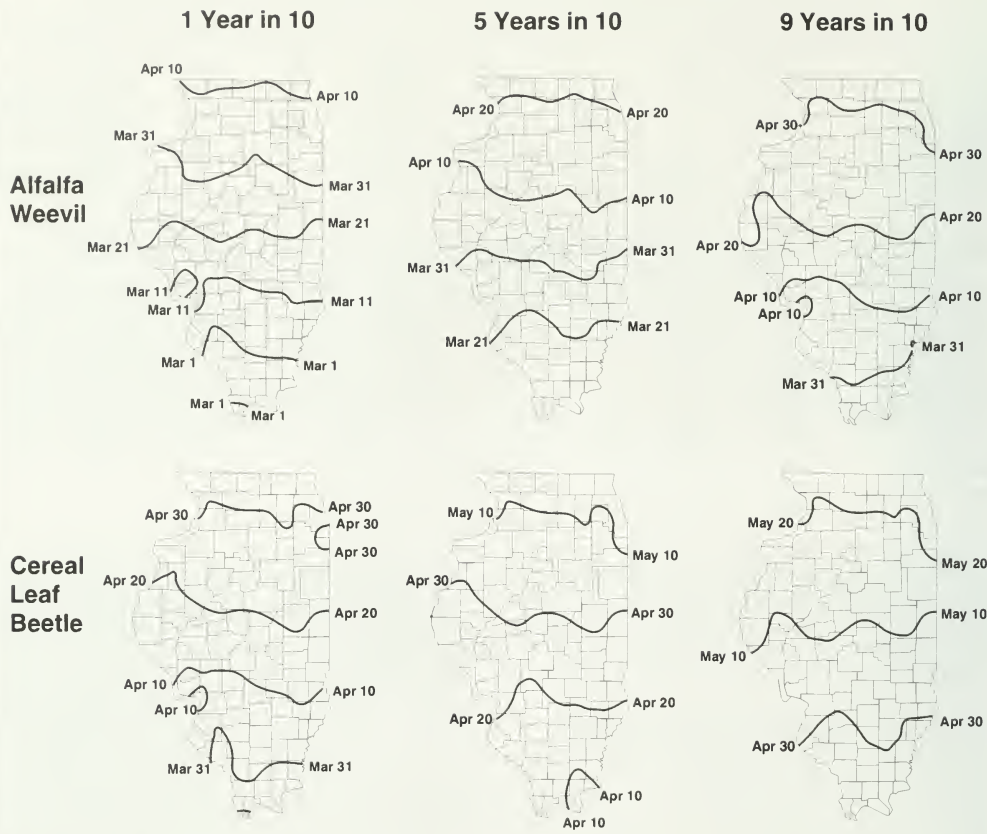 1 Year in 10
5 Years in 10
9 Years in 10
Alfalfa
Weevil
Apr 10
Apr 10
Mar 31
Mar 31
Mar 21
Mar 21
Mar 11
Mar 11
Mar 11
Mar 1
Mar 1
Mar 1
Mar 1
Apr 20
Apr 20
Apr 10
Apr 10
Mar 31
Mar 31
Mar 21
Mar 21
Apr 30
Apr 30
Apr 20
Apr 20
Apr 10
Apr 10
Apr 10
Mar 31
Mar 31
Cereal
Leaf
Beetle
Apr 30
Apr 30
Apr 30
Apr 30
Apr 20
Apr 20
Apr 10
Apr 10
Apr 10
Mar 31
Mar 31
May 10
May 10
Apr 30
Apr 30
Apr 20
Apr 20
Apr 10
Apr 10
May 20
May 20
May 10
May 10
Apr 30
Apr 30